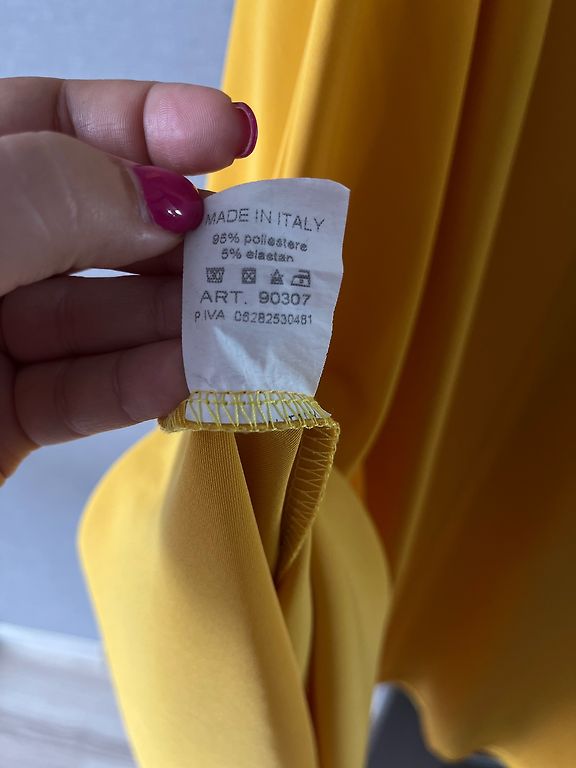 MADE IN ITALY
95% poliestere
5% elastan
ART. 90307
P.IVA 06282530481